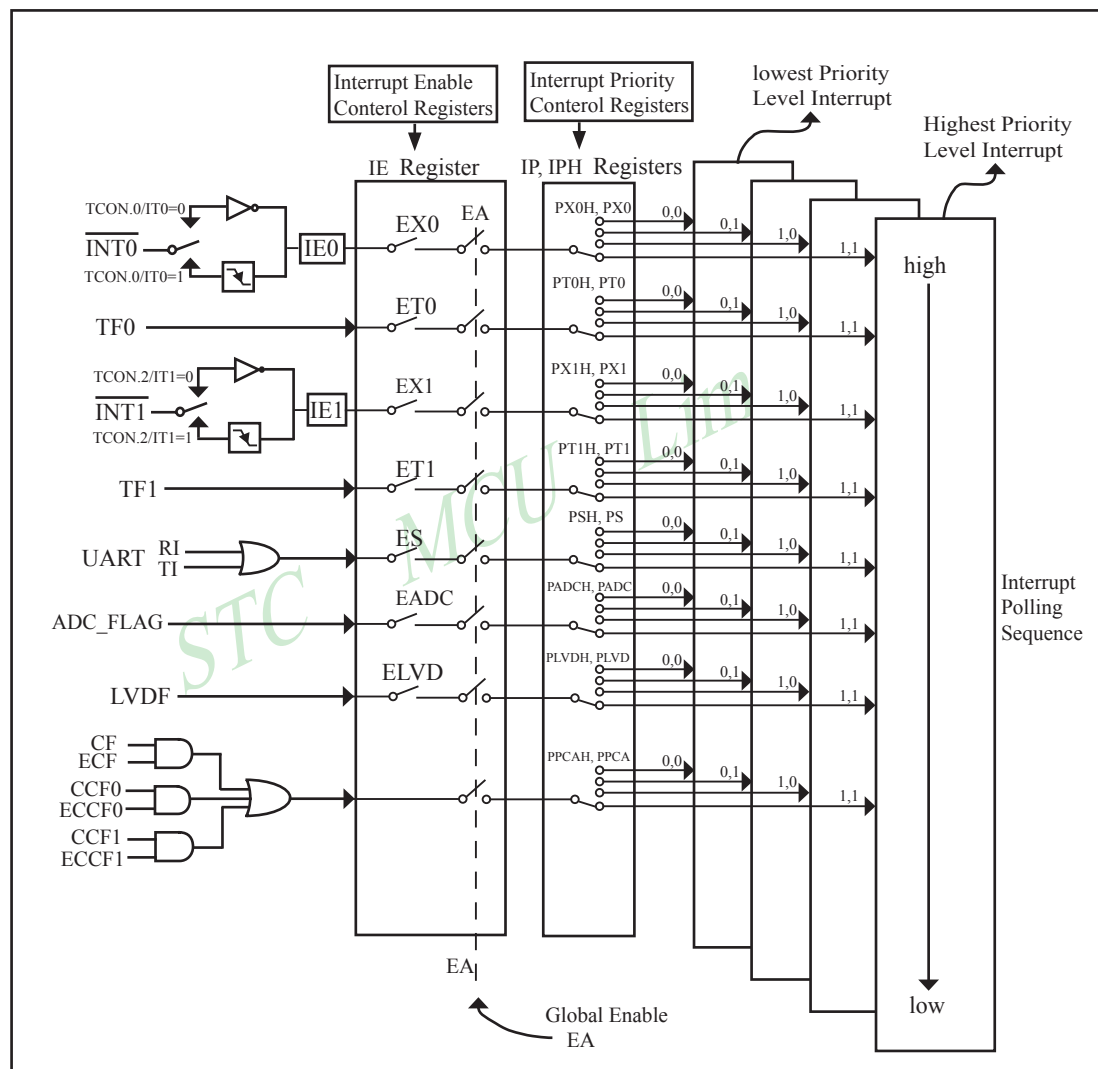 Interrupt Enable
Conterol Registers
Interrupt Priority
Conterol Registers
lowest Priority
Level Interrupt
Highest Priority
Level Interrupt
IE Register
IP, IPH Registers
TCON.0/IT0=0
INT0
TCON.0/IT0=1
IE0
EX0
EA
PX0H, PX0
0,0
0,1
1,0
1,1
high
TF0
ET0
PT0H, PT0
0,0
0,1
1,0
1,1
TCON.2/IT1=0
INT1
TCON.2/IT1=1
IE1
EX1
PX1H, PX1
0,0
0,1
1,0
1,1
TF1
ET1
PT1H, PT1
0,0
0,1
1,0
1,1
UART
RI
TI
ES
PSH, PS
0,0
0,1
1,0
1,1
ADC_FLAG
EADC
PADCH, PADC
0,0
0,1
1,0
1,1
LVDF
ELVD
PLVDH, PLVD
0,0
0,1
1,0
1,1
CF
ECF
CCF0
ECCF0
CCF1
ECCF1
PPCAH, PPCA
0,0
0,1
1,0
1,1
Interrupt
Polling
Sequence
low
EA
Global Enable
EA
STC MCU Lim